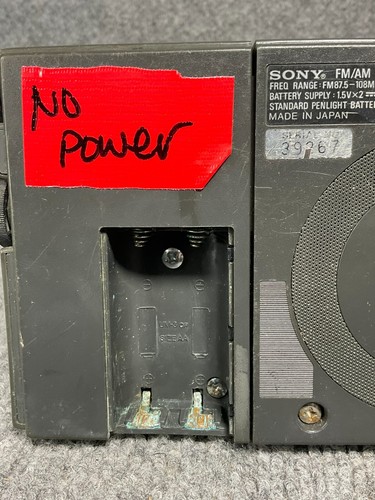 NO
power
SONY® FM/AM
FREQ RANGE: FM87.5-108M
BATTERY SUPPLY: 1.5V×2
STANDARD PENLIGHT BATTE
MADE IN JAPAN
SERIAL NO.
39267